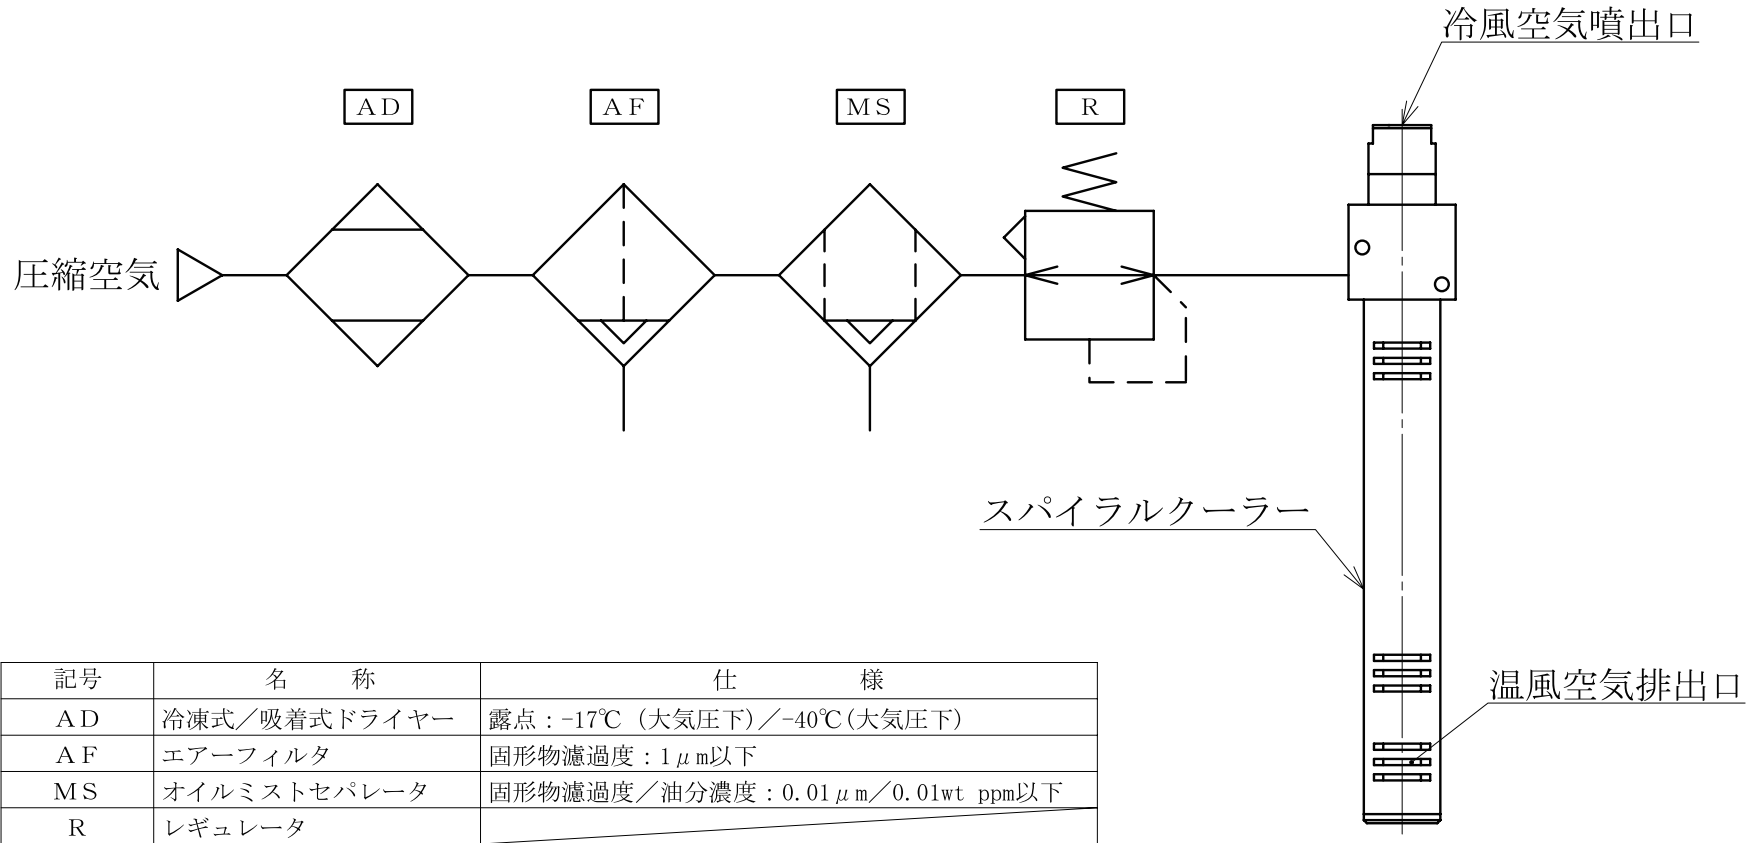 冷風空気噴出口
ＡＤ
ＡＦ
ＭＳ
Ｒ
圧縮空気
スパイラルクーラー
温風空気排出口
記号 名　称 仕　様
ＡＤ 冷凍式／吸着式ドライヤー 露点：-17℃（大気圧下）／-40℃(大気圧下）
ＡＦ エアーフィルタ 固形物濾過度：1μm以下
ＭＳ オイルミストセパレータ 固形物濾過度／油分濃度：0.01μm／0.01wt ppm以下
Ｒ レギュレータ